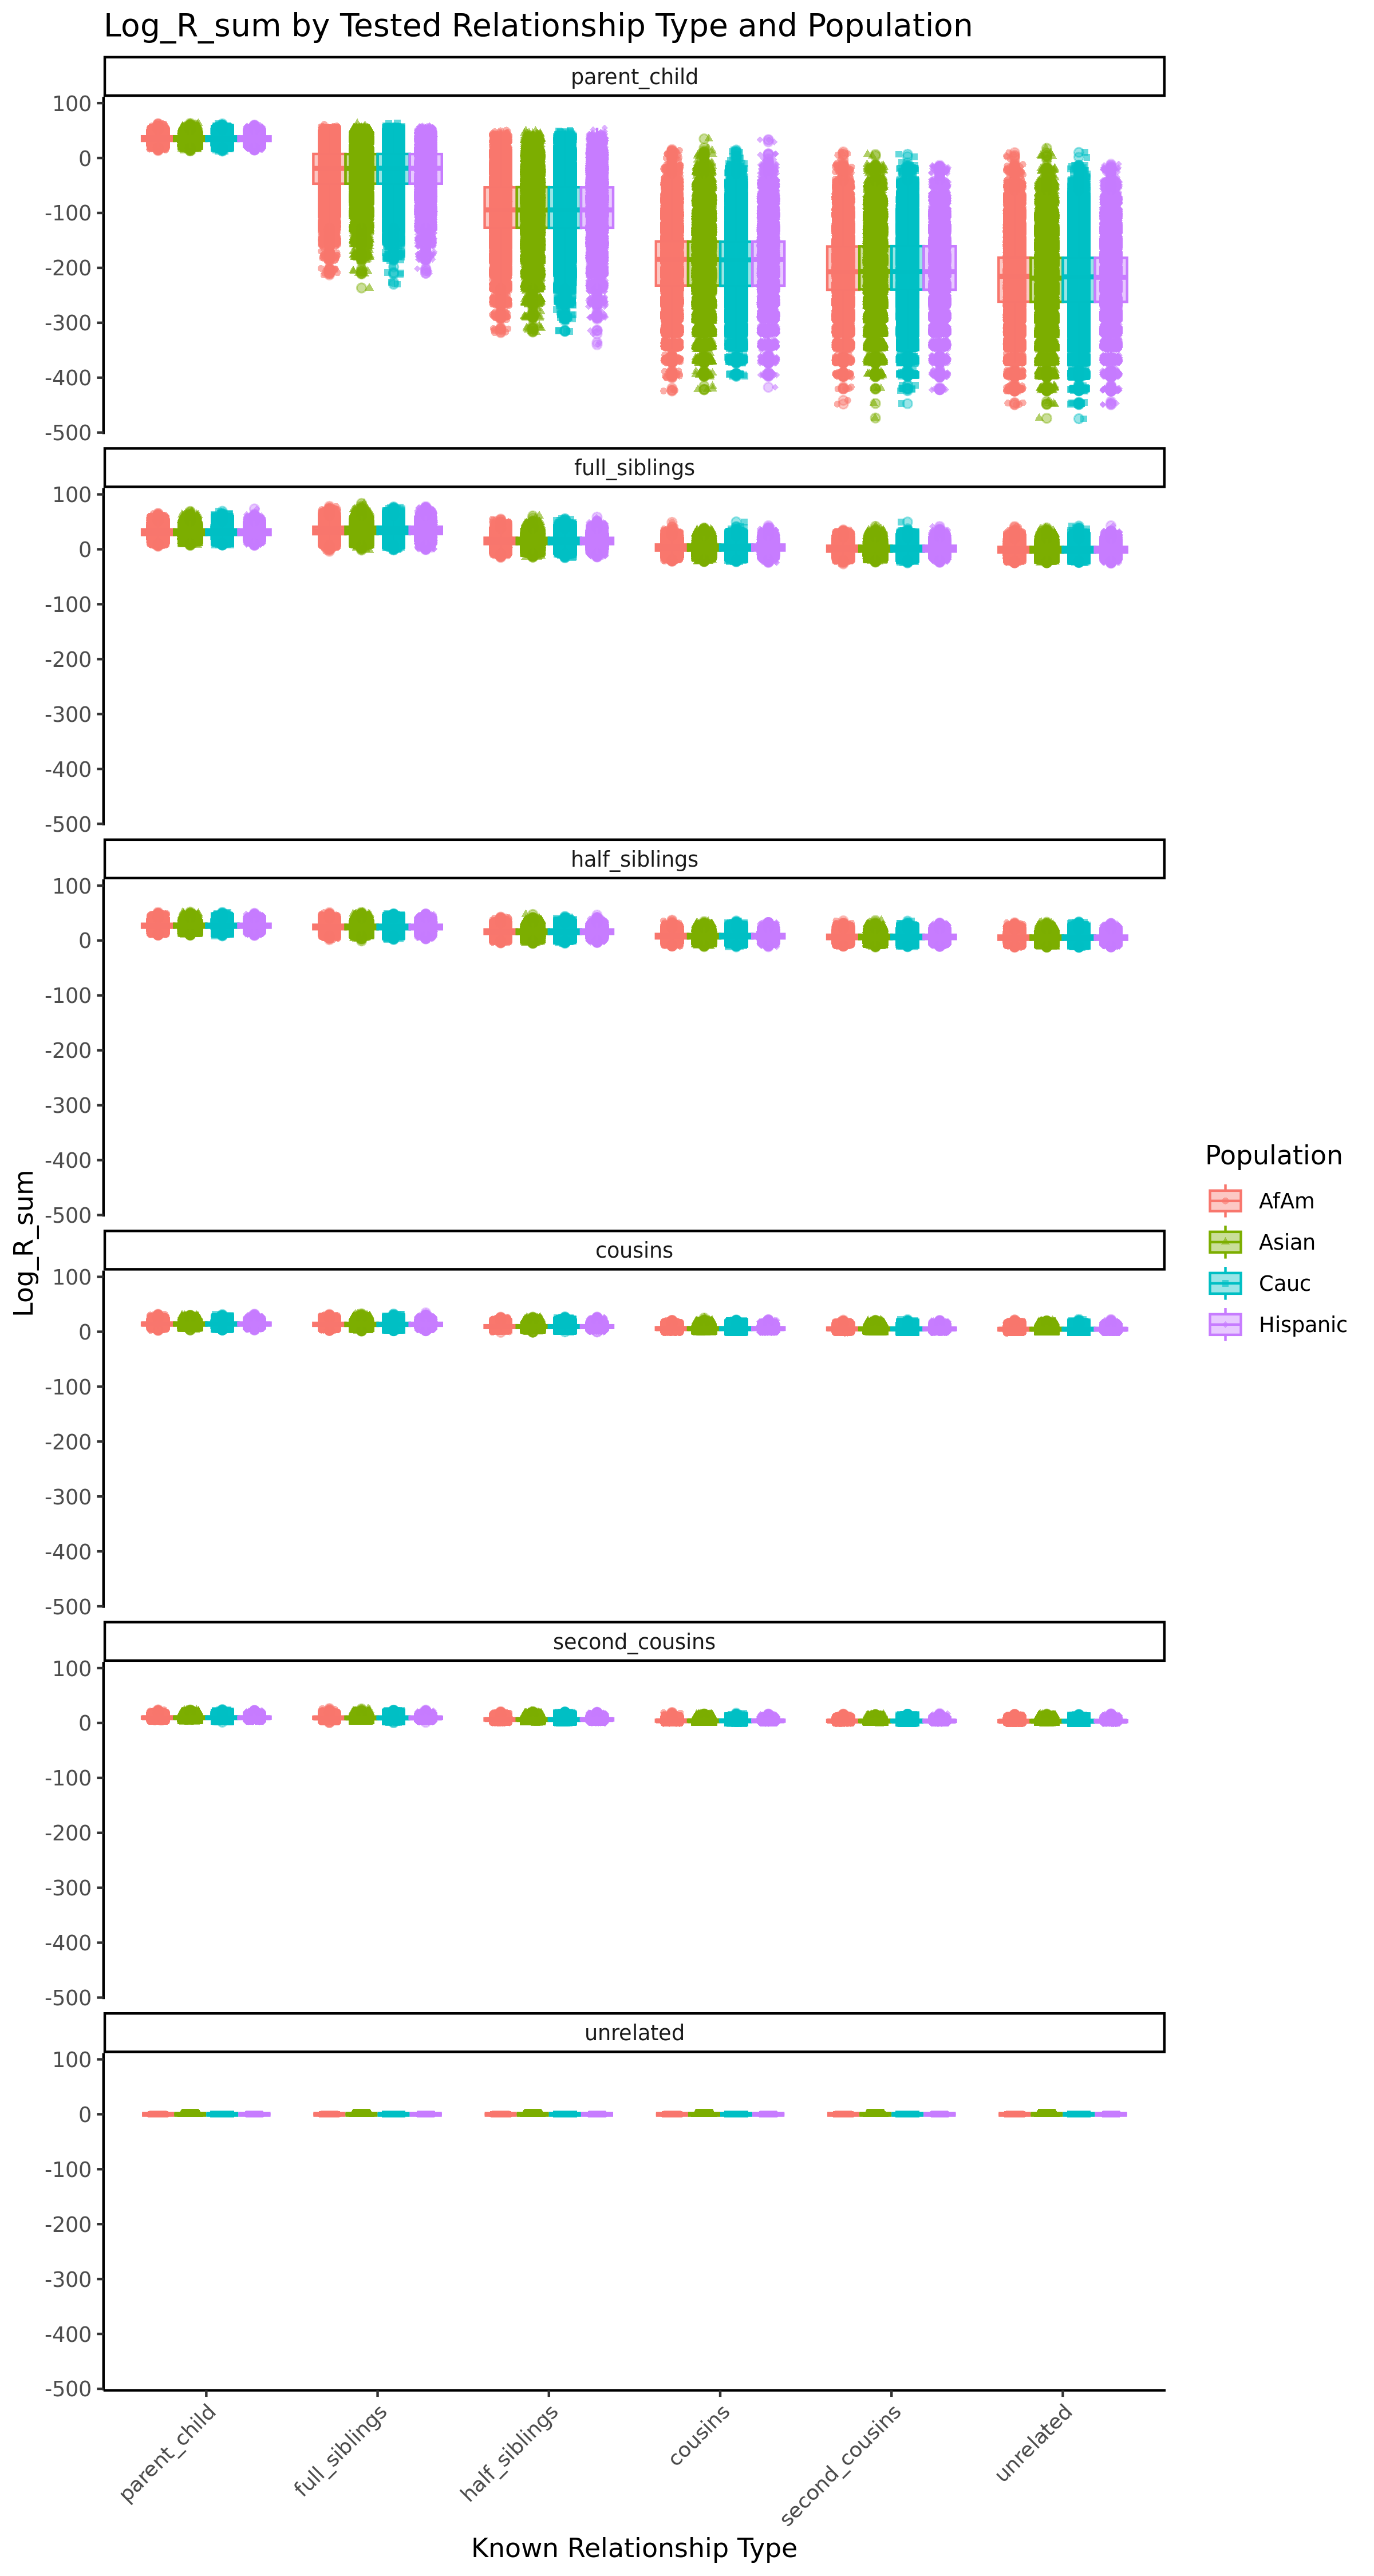 Log_R_sum by Tested Relationship Type and Population
parent_child
100
0
-100
-200
-300
-400
-500
full_siblings
100
0
-100
-200
-300
-400
-500
half_siblings
100
0
-100
-200
-300
-400
-500
cousins
100
0
-100
-200
-300
-400
-500
second_cousins
100
0
-100
-200
-300
-400
-500
unrelated
100
0
-100
-200
-300
-400
-500
parent_child
full_siblings
half_siblings
cousins
second_cousins
unrelated
Known Relationship Type
Log_R_sum
Population
AfAm
Asian
Cauc
Hispanic